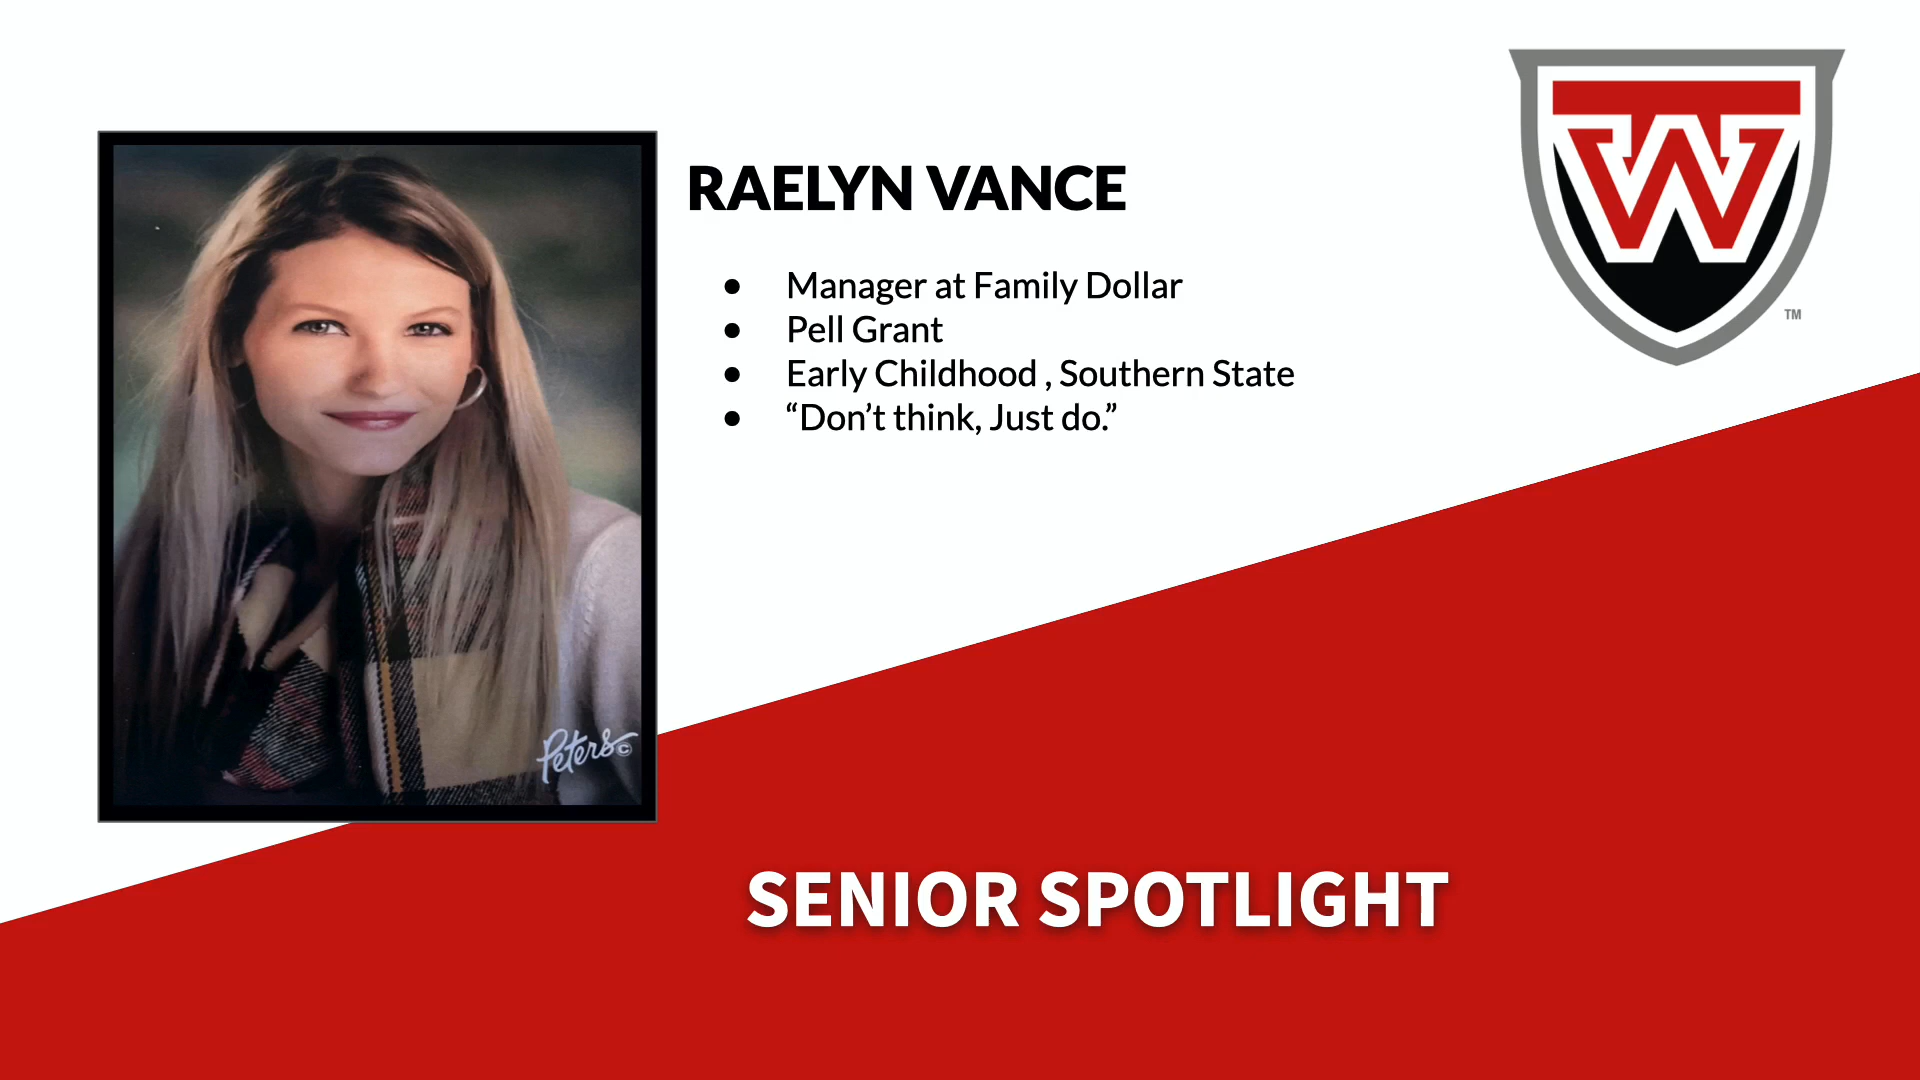 RAELYN VANCE
● Manager at Family Dollar
● Pell Grant
● Early Childhood , Southern State
● “Don’t think, Just do.”
TW
TM
Peters©
SENIOR SPOTLIGHT